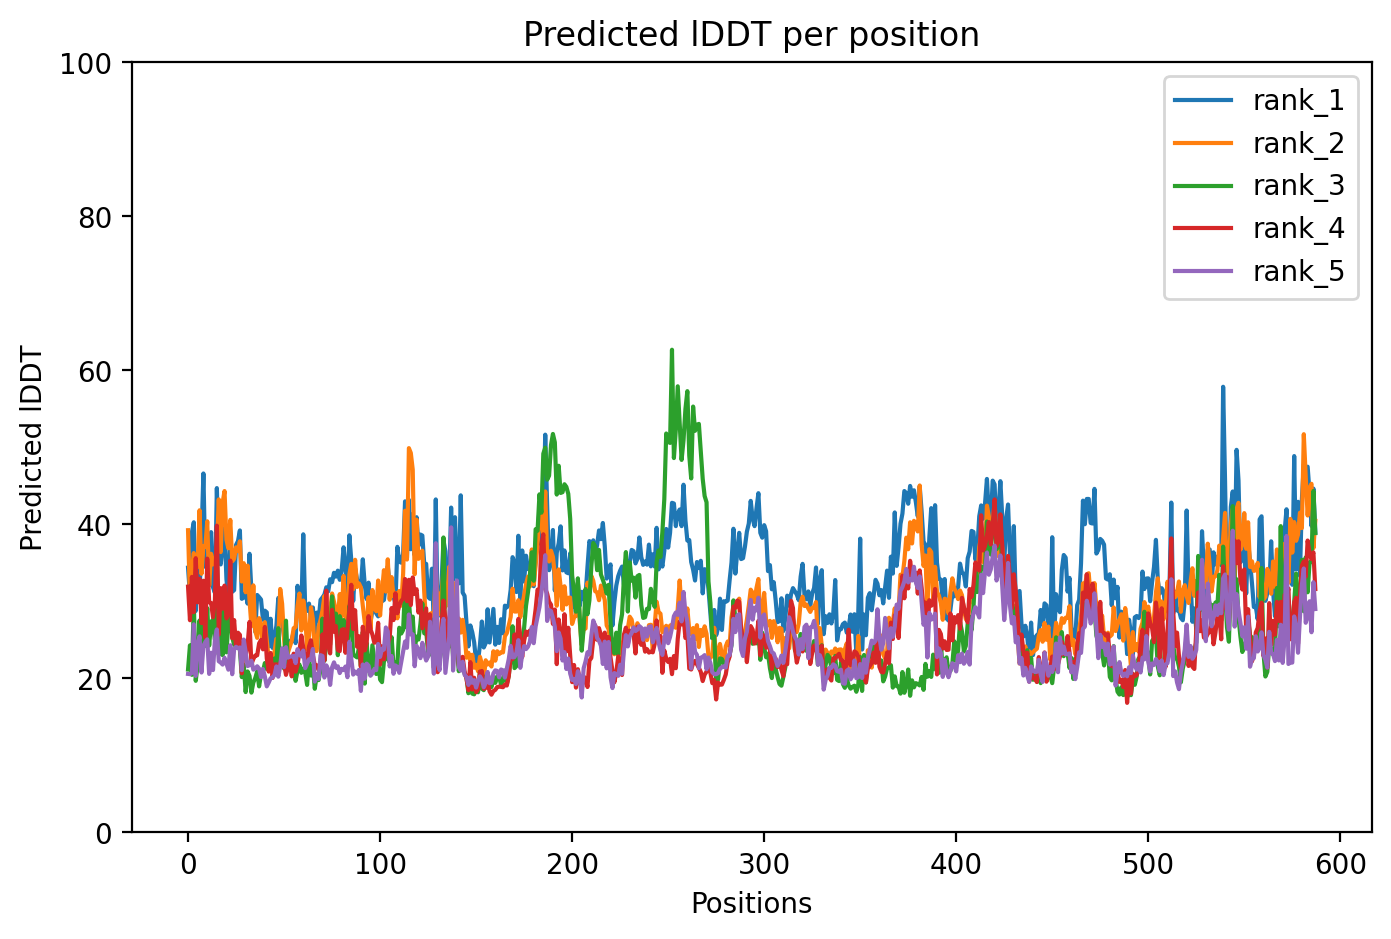 Predicted lDDT per position
100
80
60
40
20
0
Predicted lDDT
0 100 200 300 400 500 600
Positions
rank_1
rank_2
rank_3
rank_4
rank_5